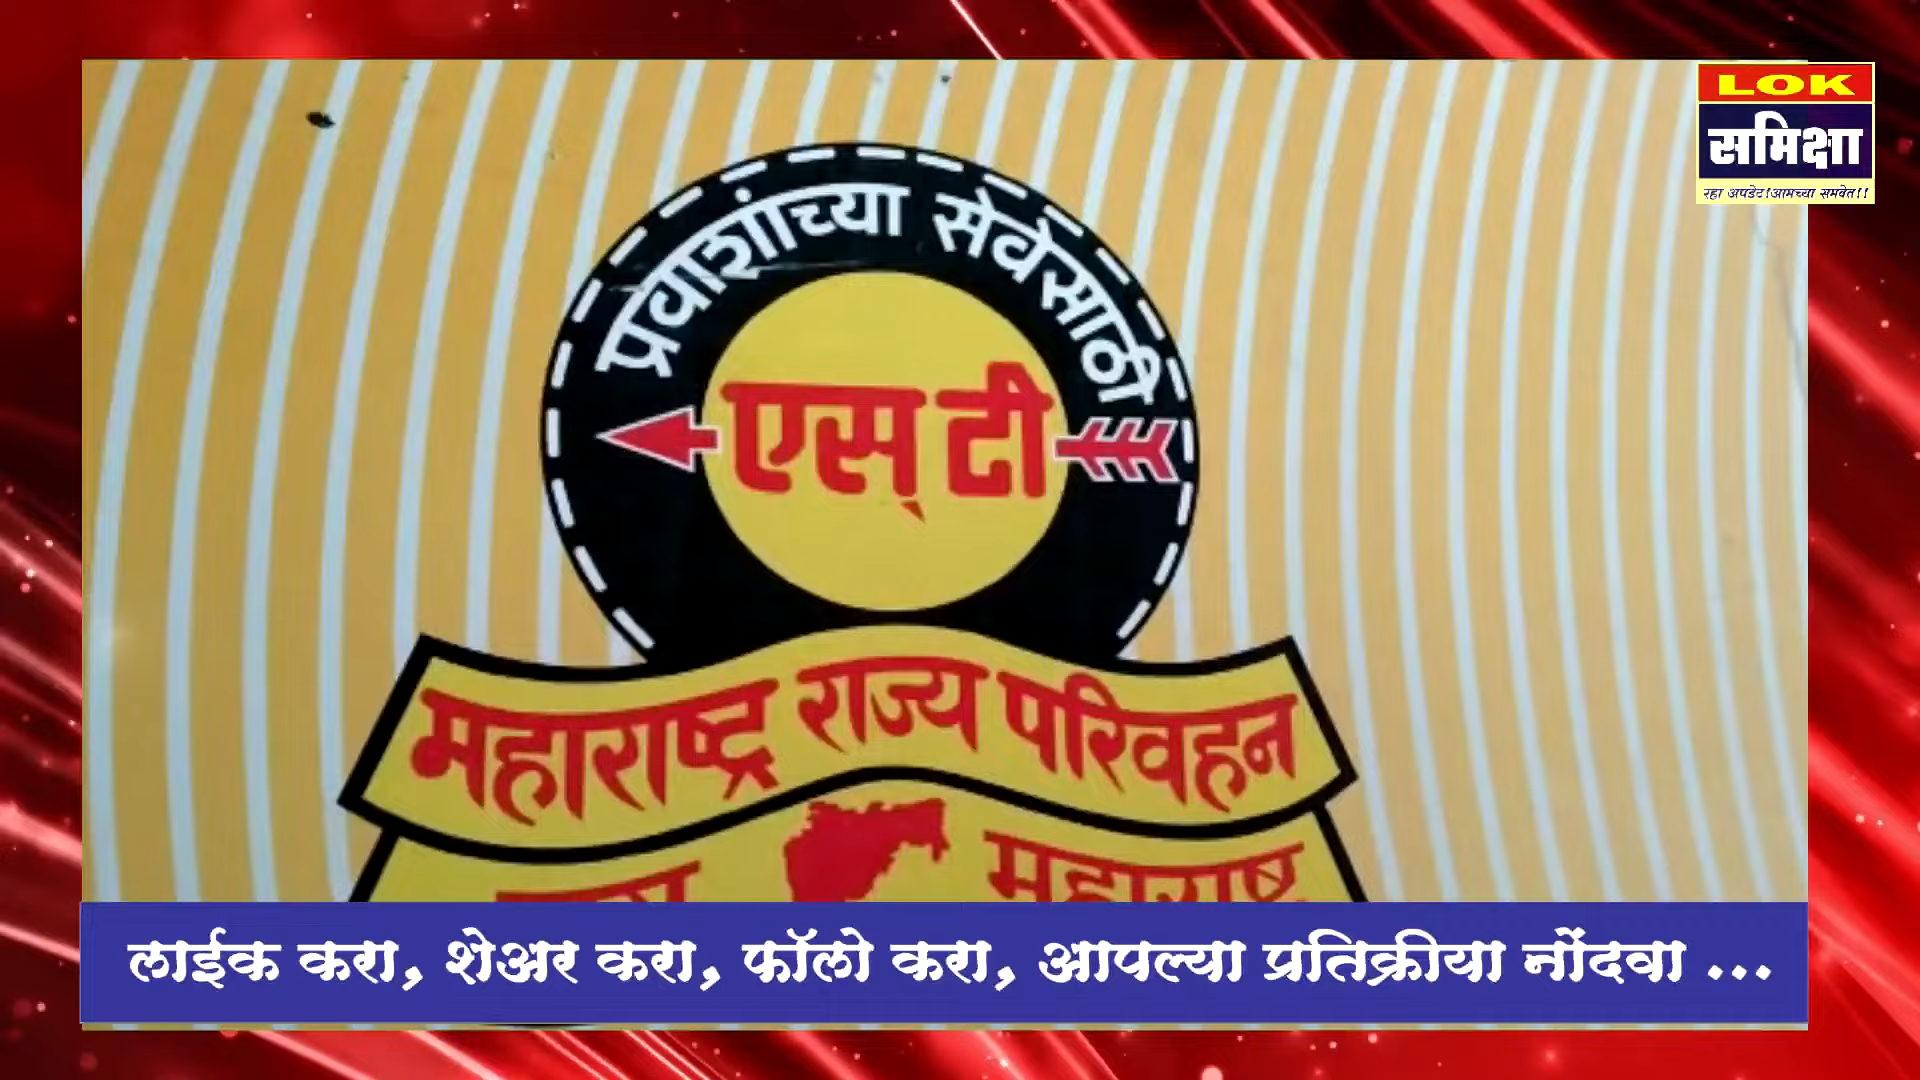 LOK
समिक्षा
रहा अपडेट!आमच्या समवेत!!
प्रवाशांच्या सेवेसाठी
एस् टी
महाराष्ट्र राज्य परिवहन
लाईक करा, शेअर करा, फॉलो करा, आपल्या प्रतिक्रीया नोंदवा ...